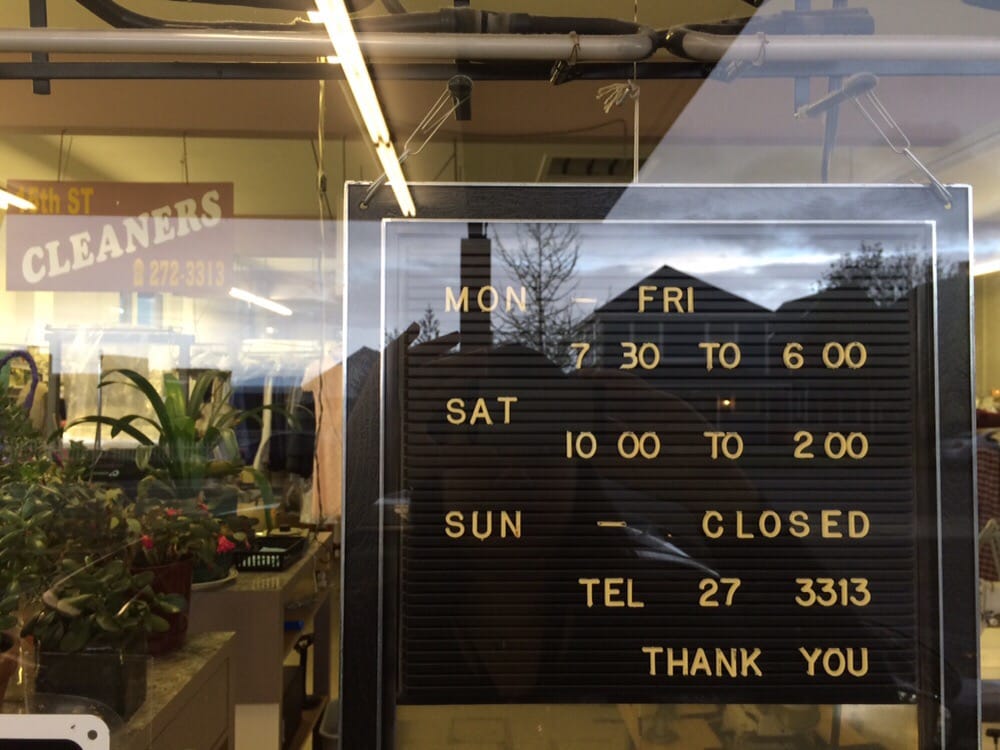 15th ST
CLEANERS
272-3313
MON - FRI
7 30 TO 6 00
SAT
10 00 TO 2 00
SUN - CLOSED
TEL 27 3313
THANK YOU